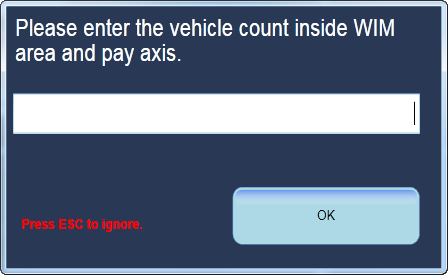 Please enter the vehicle count inside WIM
area and pay axis.
Press ESC to ignore.
OK